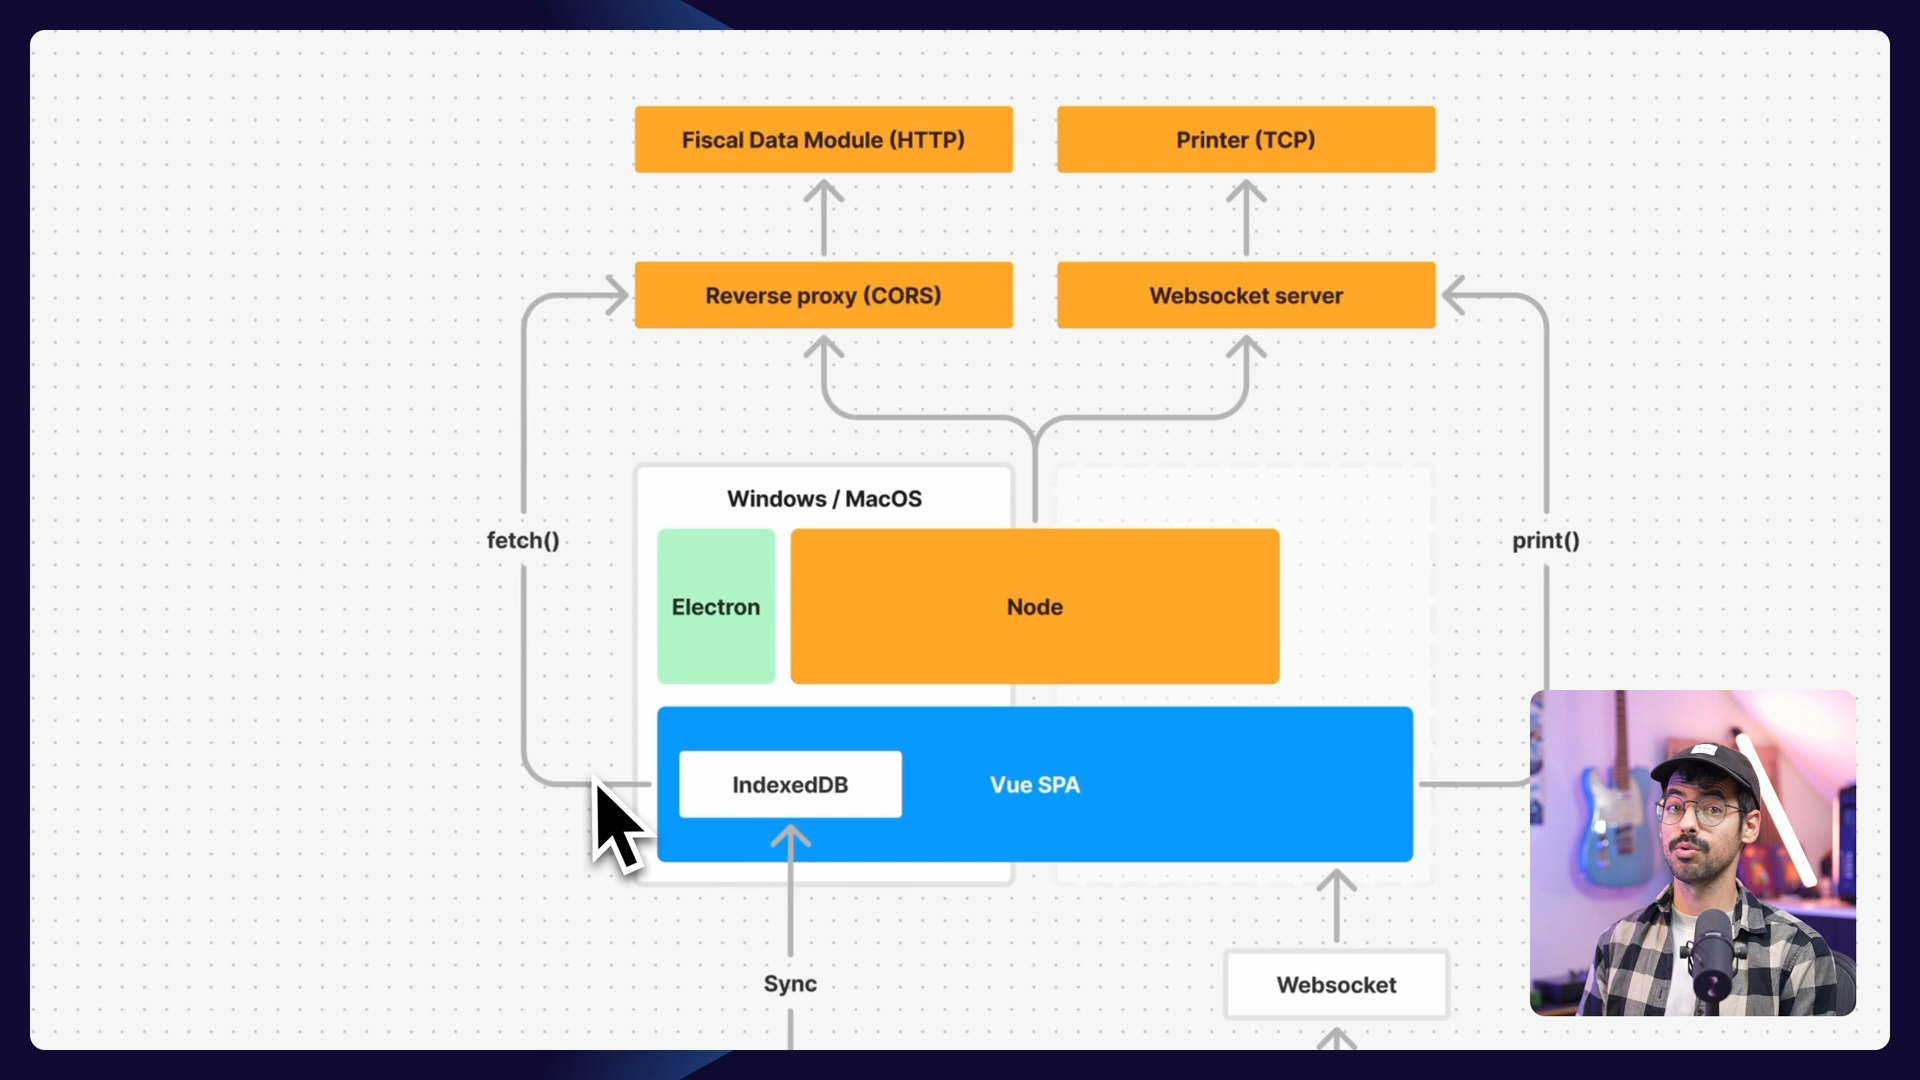 Fiscal Data Module (HTTP)
Printer (TCP)
Reverse proxy (CORS)
Websocket server
Windows / MacOS
fetch()
print()
Electron
Node
IndexedDB
Vue SPA
Sync
Websocket